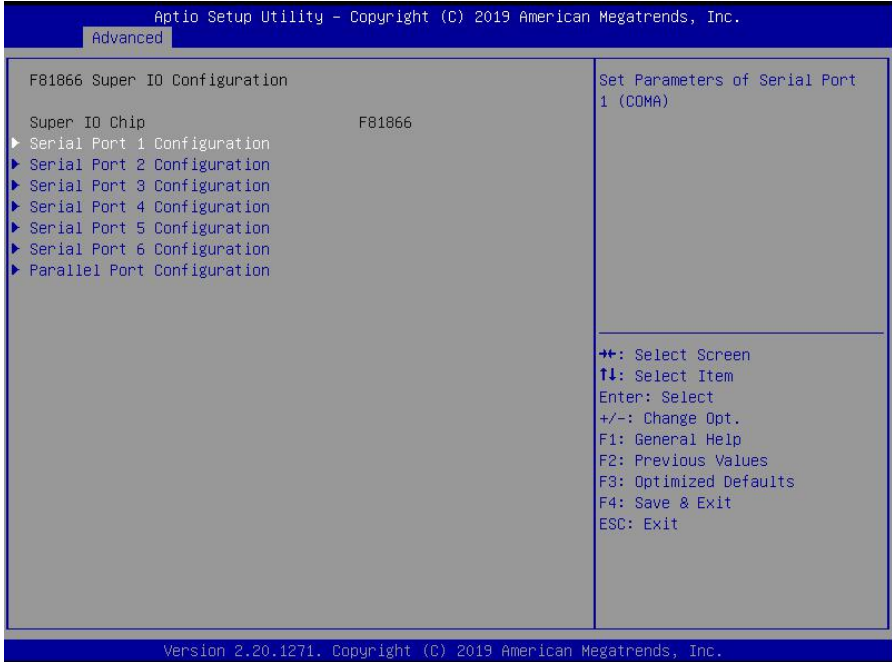 Aptio Setup Utility – Copyright (C) 2019 American Megatrends, Inc.
Advanced
F81866 Super IO Configuration
Super IO Chip F81866
Serial Port 1 Configuration
Serial Port 2 Configuration
Serial Port 3 Configuration
Serial Port 4 Configuration
Serial Port 5 Configuration
Serial Port 6 Configuration
Parallel Port Configuration
Set Parameters of Serial Port
1 (COMA)
→←: Select Screen
↑↓: Select Item
Enter: Select
+/-: Change Opt.
F1: General Help
F2: Previous Values
F3: Optimized Defaults
F4: Save & Exit
ESC: Exit
Version 2.20.1271. Copyright (C) 2019 American Megatrends, Inc.